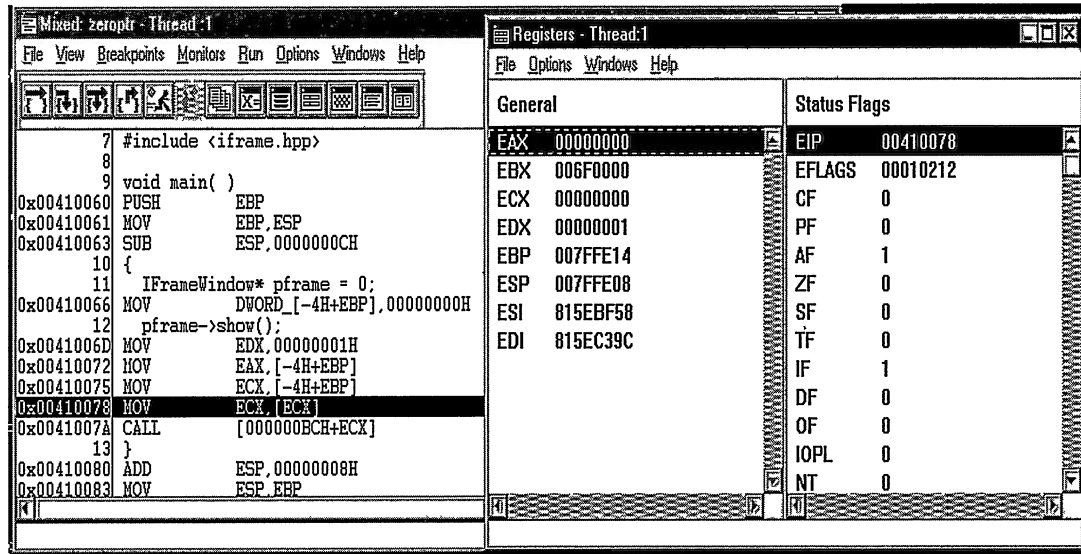 Mixed: zeroptr - Thread :1
File View Breakpoints Monitors Run Options Windows Help
X=
7 #include <iframe.hpp>
8
9 void main( )
0x00410060 PUSH EBP
0x00410061 MOV EBP,ESP
0x00410063 SUB ESP,0000000CH
10 {
11 IFrameWindow* pframe = 0;
0x00410066 MOV DWORD_[-4H+EBP],00000000H
12 pframe->show();
0x0041006D MOV EDX,00000001H
0x00410072 MOV EAX,[-4H+EBP]
0x00410075 MOV ECX,[-4H+EBP]
0x00410078 MOV ECX,[ECX]
0x0041007A CALL [000000BCH+ECX]
13 }
0x00410080 ADD ESP,00000008H
0x00410083 MOV ESP,EBP
Registers - Thread:1
File Options Windows Help
General
EAX 00000000
EBX 006F0000
ECX 00000000
EDX 00000001
EBP 007FFE14
ESP 007FFE08
ESI 815EBF58
EDI 815EC39C
Status Flags
EIP 00410078
EFLAGS 00010212
CF 0
PF 0
AF 1
ZF 0
SF 0
TF 0
IF 1
DF 0
OF 0
IOPL 0
NT 0